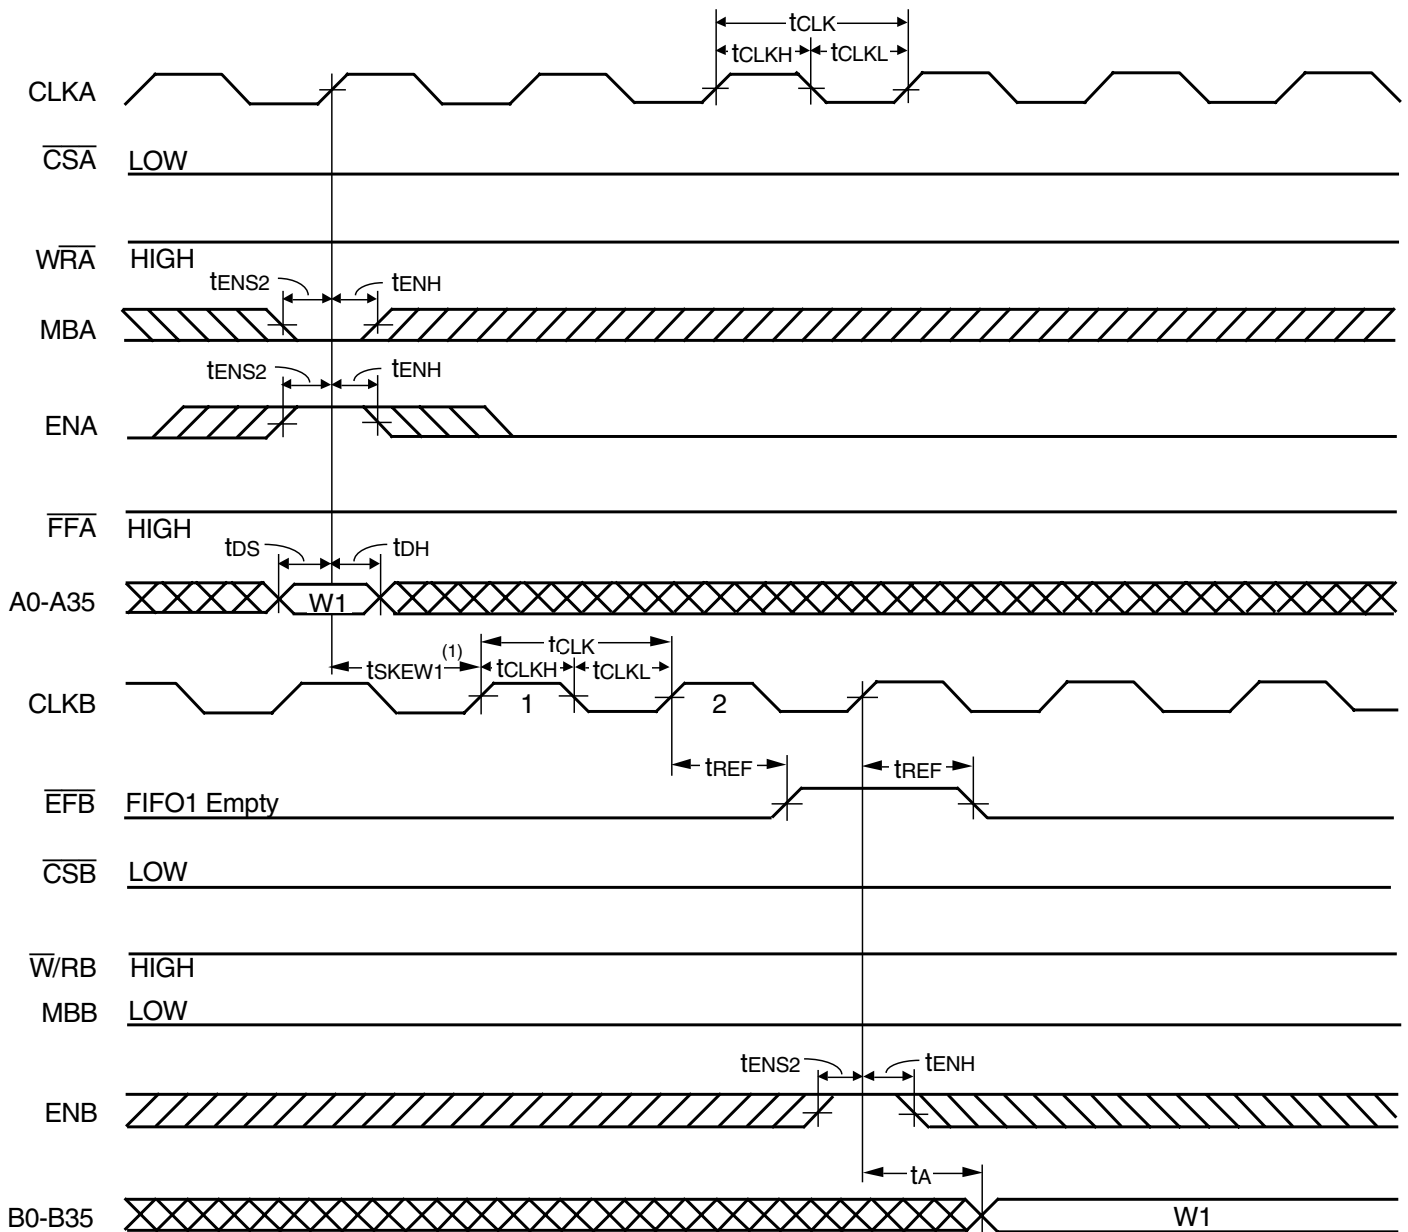 tCLK
tCLKH tCLKL
CLKA
CSA LOW
WRA HIGH
tENS2 tENH
MBA
tENS2 tENH
ENA
FFA HIGH
tDS tDH
A0-A35 W1
tSKEW1(1) tCLK
tCLKH tCLKL
CLKB 1 2
tREF tREF
EFB FIFO1 Empty
CSB LOW
W/RB HIGH
MBB LOW
tENS2 tENH
ENB
tA
B0-B35 W1